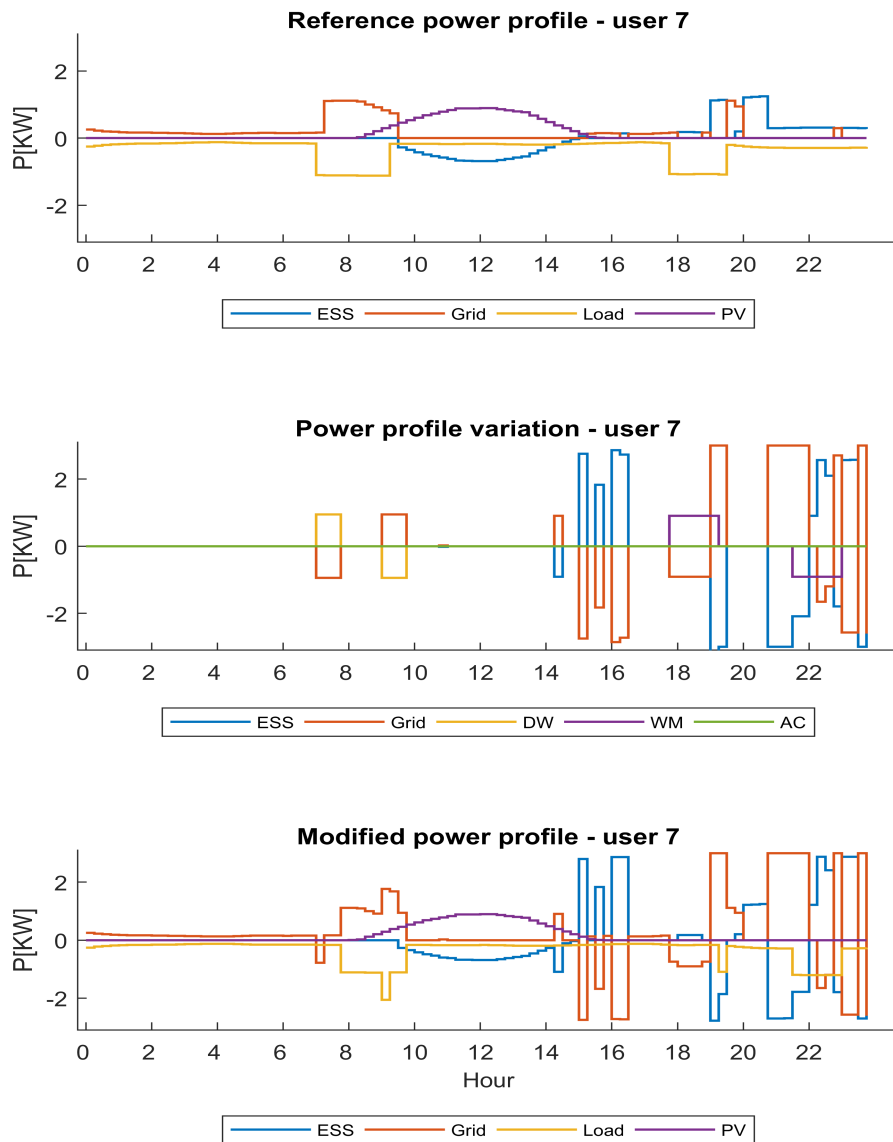 Reference power profile - user 7
P[KW]
2
0
-2
0 2 4 6 8 10 12 14 16 18 20 22
ESS Grid Load PV
Power profile variation - user 7
P[KW]
2
0
-2
0 2 4 6 8 10 12 14 16 18 20 22
ESS Grid DW WM AC
Modified power profile - user 7
P[KW]
2
0
-2
0 2 4 6 8 10 12 14 16 18 20 22
Hour
ESS Grid Load PV